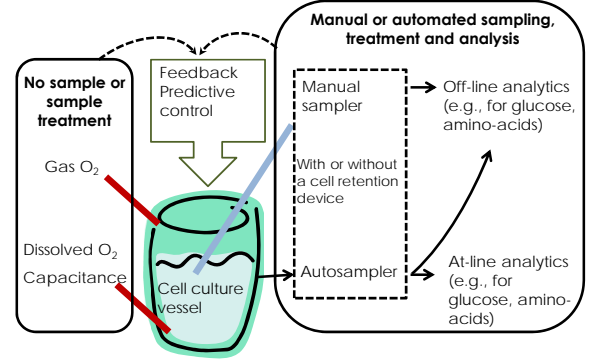 Manual or automated sampling,
treatment and analysis
No sample or
sample
treatment
Feedback
Predictive
control
Manual
sampler
Off-line analytics
(e.g., for glucose,
amino-acids)
Gas O₂
With or without
a cell retention
device
Dissolved O₂
Capacitance
Cell culture
vessel
Autosampler
At-line analytics
(e.g., for
glucose, amino-
acids)